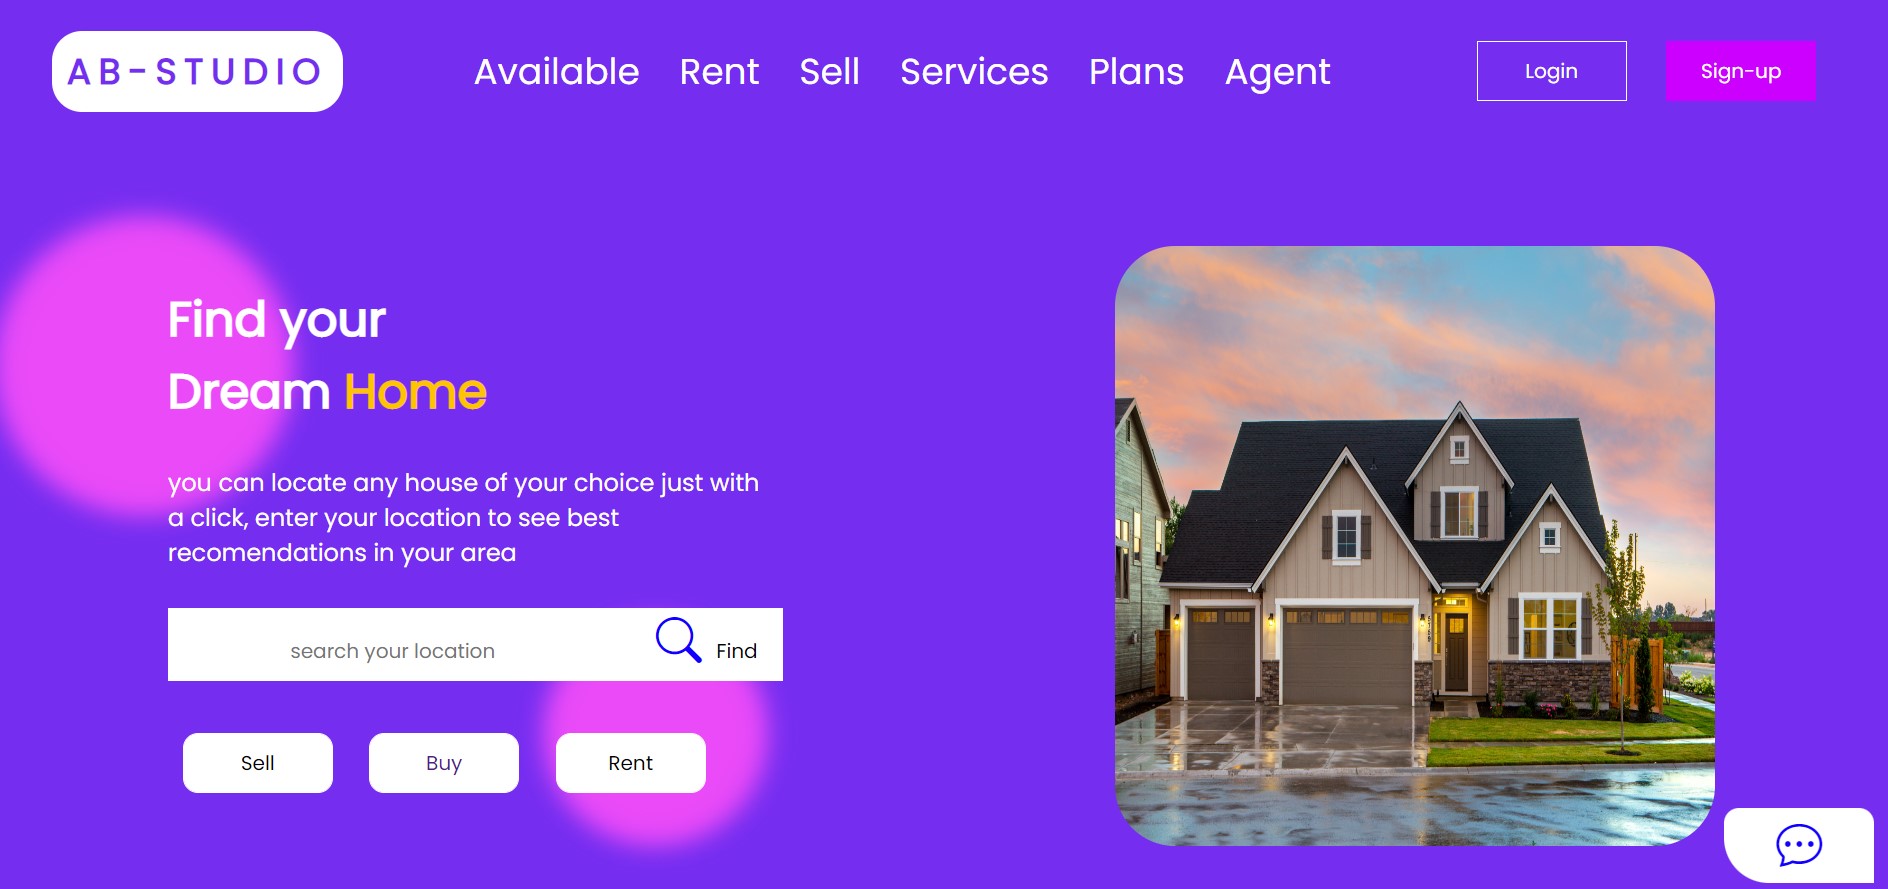 AB-STUDIO
Available Rent Sell Services Plans Agent
Login
Sign-up
Find your
Dream Home
you can locate any house of your choice just with
a click, enter your location to see best
recomendations in your area
search your location
Find
Sell
Buy
Rent